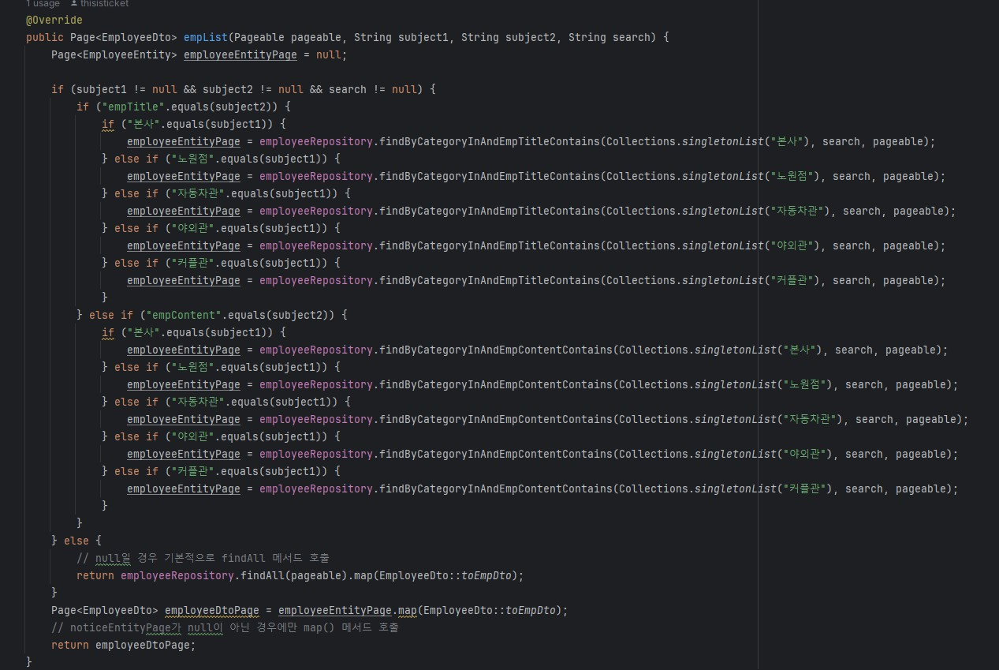 1 usage thisisticket
@Override
public Page<EmployeeDto> empList(Pageable pageable, String subject1, String subject2, String search) {
Page<EmployeeEntity> employeeEntityPage = null;
if (subject1 != null && subject2 != null && search != null) {
if ("empTitle".equals(subject2)) {
if ("본사".equals(subject1)) {
employeeEntityPage = employeeRepository.findByCategoryInAndEmpTitleContains(Collections.singletonList("본사"), search, pageable);
} else if ("노원점".equals(subject1)) {
employeeEntityPage = employeeRepository.findByCategoryInAndEmpTitleContains(Collections.singletonList("노원점"), search, pageable);
} else if ("자동차관".equals(subject1)) {
employeeEntityPage = employeeRepository.findByCategoryInAndEmpTitleContains(Collections.singletonList("자동차관"), search, pageable);
} else if ("야외관".equals(subject1)) {
employeeEntityPage = employeeRepository.findByCategoryInAndEmpTitleContains(Collections.singletonList("야외관"), search, pageable);
} else if ("커플관".equals(subject1)) {
employeeEntityPage = employeeRepository.findByCategoryInAndEmpTitleContains(Collections.singletonList("커플관"), search, pageable);
}
} else if ("empContent".equals(subject2)) {
if ("본사".equals(subject1)) {
employeeEntityPage = employeeRepository.findByCategoryInAndEmpContentContains(Collections.singletonList("본사"), search, pageable);
} else if ("노원점".equals(subject1)) {
employeeEntityPage = employeeRepository.findByCategoryInAndEmpContentContains(Collections.singletonList("노원점"), search, pageable);
} else if ("자동차관".equals(subject1)) {
employeeEntityPage = employeeRepository.findByCategoryInAndEmpContentContains(Collections.singletonList("자동차관"), search, pageable);
} else if ("야외관".equals(subject1)) {
employeeEntityPage = employeeRepository.findByCategoryInAndEmpContentContains(Collections.singletonList("야외관"), search, pageable);
} else if ("커플관".equals(subject1)) {
employeeEntityPage = employeeRepository.findByCategoryInAndEmpContentContains(Collections.singletonList("커플관"), search, pageable);
}
}
} else {
// null일 경우 기본적으로 findAll 메서드 호출
return employeeRepository.findAll(pageable).map(EmployeeDto::toEmpDto);
}
Page<EmployeeDto> employeeDtoPage = employeeEntityPage.map(EmployeeDto::toEmpDto);
// noticeEntityPage가 null이 아닌 경우에만 map() 메서드 호출
return employeeDtoPage;
}